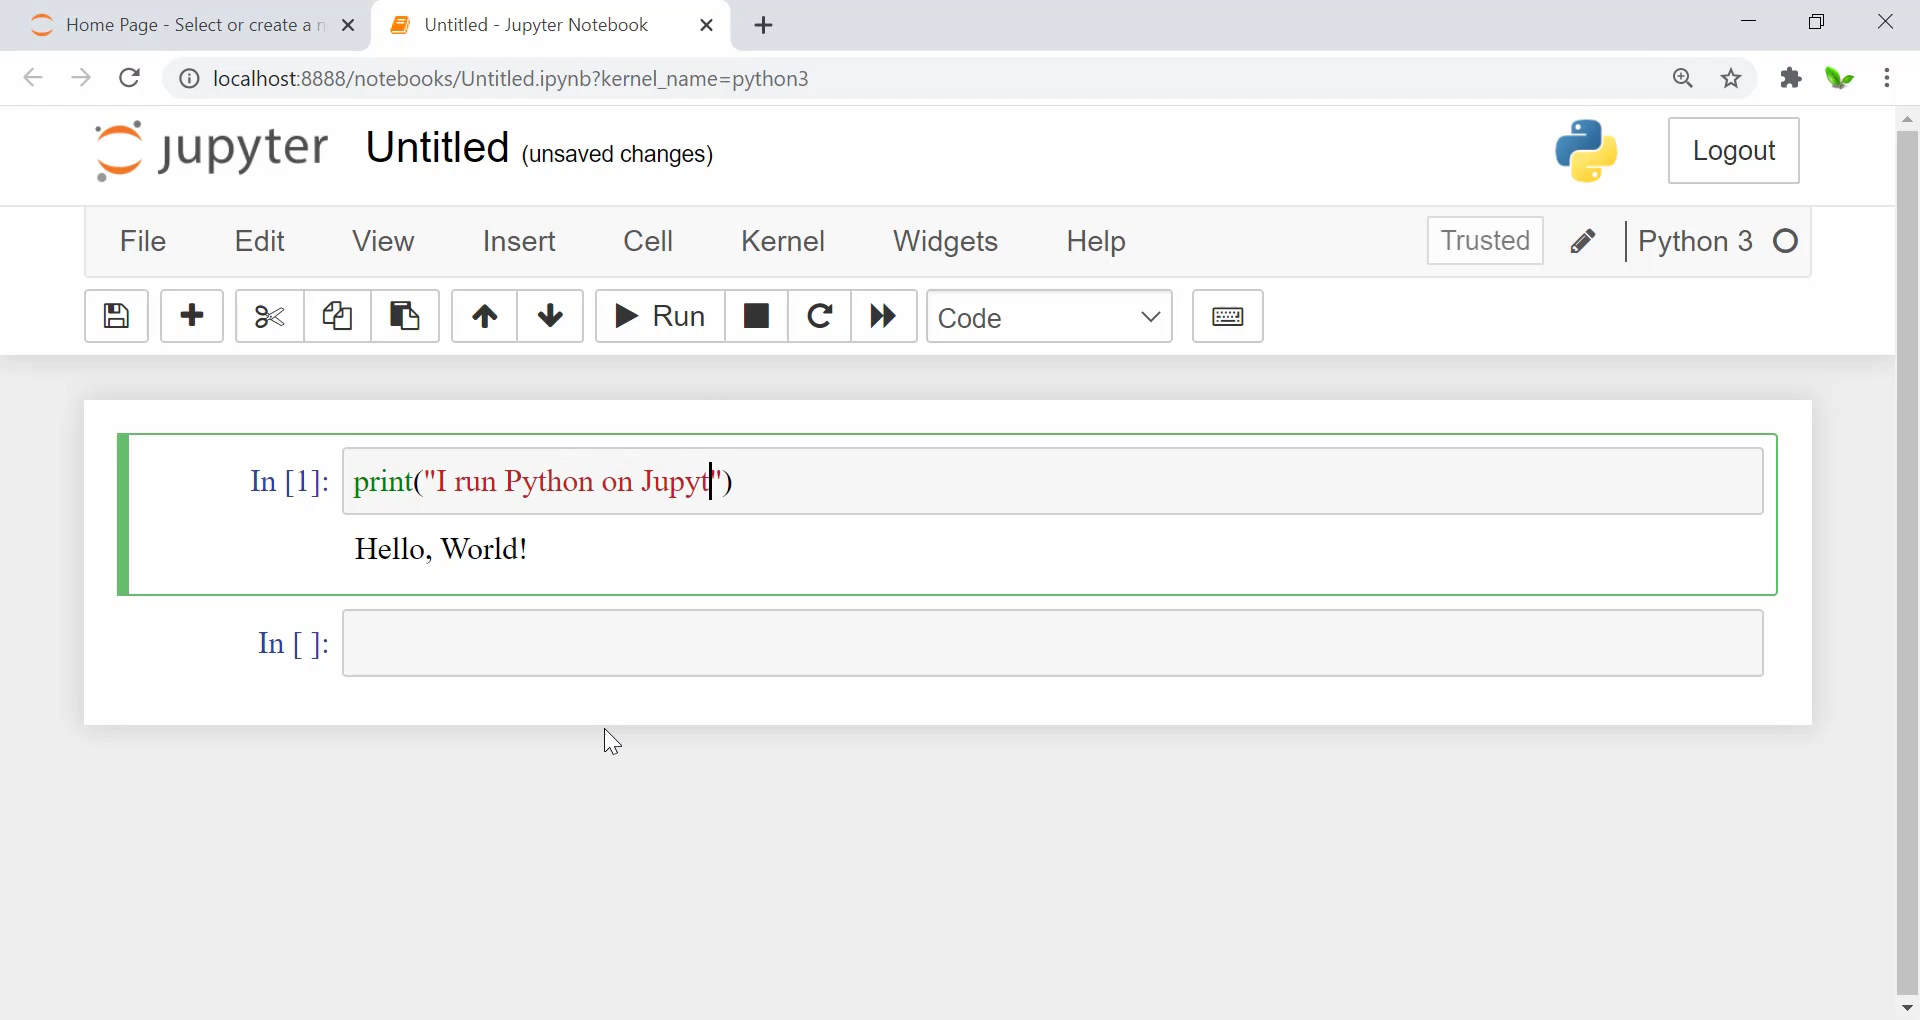 Home Page - Select or create a n
Untitled - Jupyter Notebook
localhost:8888/notebooks/Untitled.ipynb?kernel_name=python3
jupyter Untitled (unsaved changes)
Logout
File Edit View Insert Cell Kernel Widgets Help Trusted Python 3
Run Code
In [1]: print("I run Python on Jupyt")
Hello, World!
In [ ]: